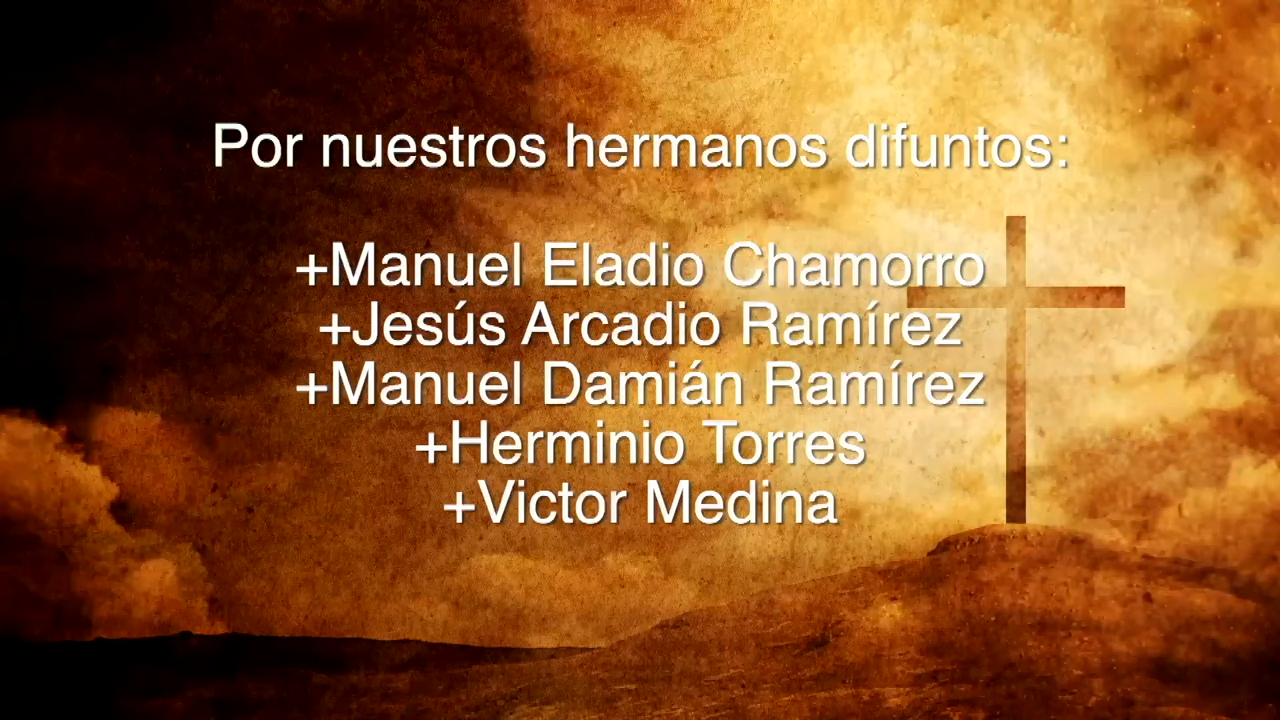 Por nuestros hermanos difuntos:
+Manuel Eladio Chamorro
+Jesús Arcadio Ramírez
+Manuel Damián Ramírez
+Herminio Torres
+Victor Medina